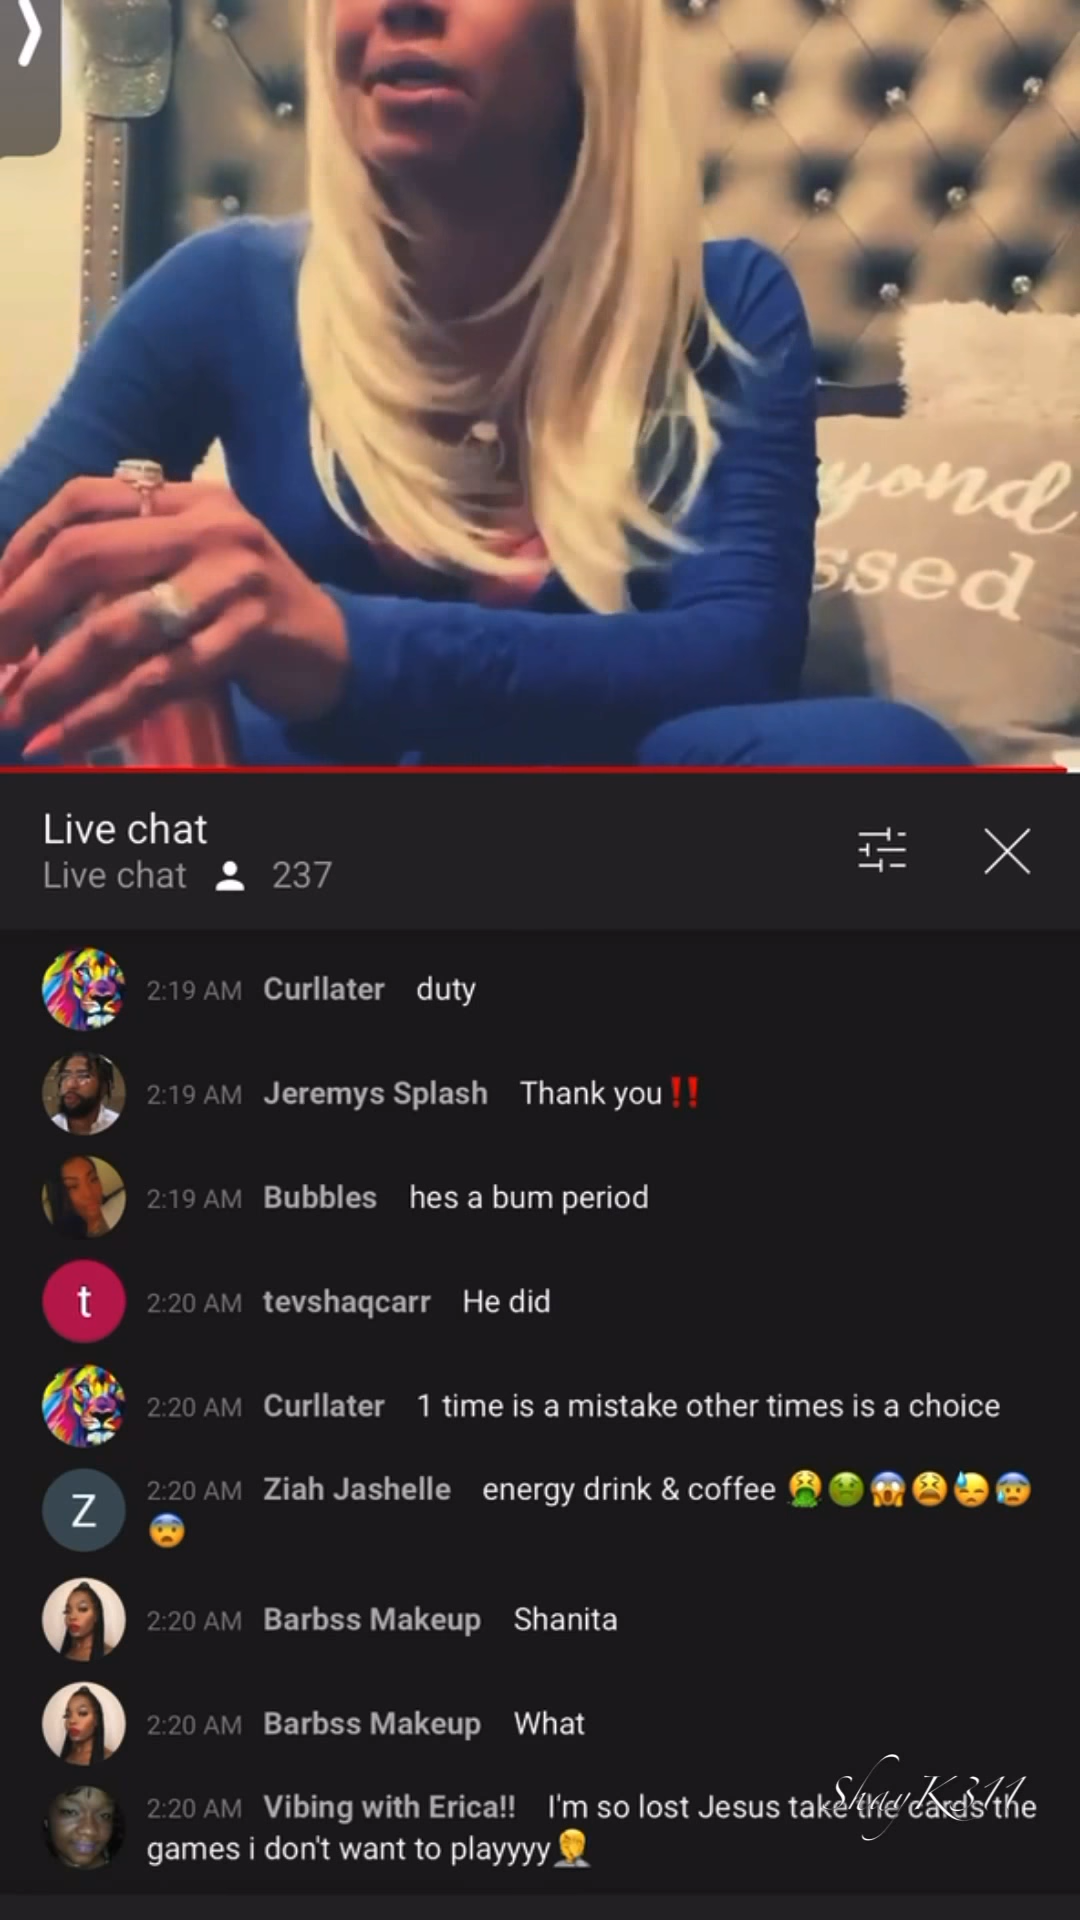 yond
ssed
Live chat
Live chat 237
2:19 AM Curllater duty
2:19 AM Jeremys Splash Thank you‼️
2:19 AM Bubbles hes a bum period
t 2:20 AM tevshaqcarr He did
2:20 AM Curllater 1 time is a mistake other times is a choice
Z 2:20 AM Ziah Jashelle energy drink & coffee 🤮🤢😱😫😓😰
😨
2:20 AM Barbss Makeup Shanita
2:20 AM Barbss Makeup What
2:20 AM Vibing with Erica!! I'm so lost Jesus take the cards the
games i don't want to playyyy🤦
ShayK311